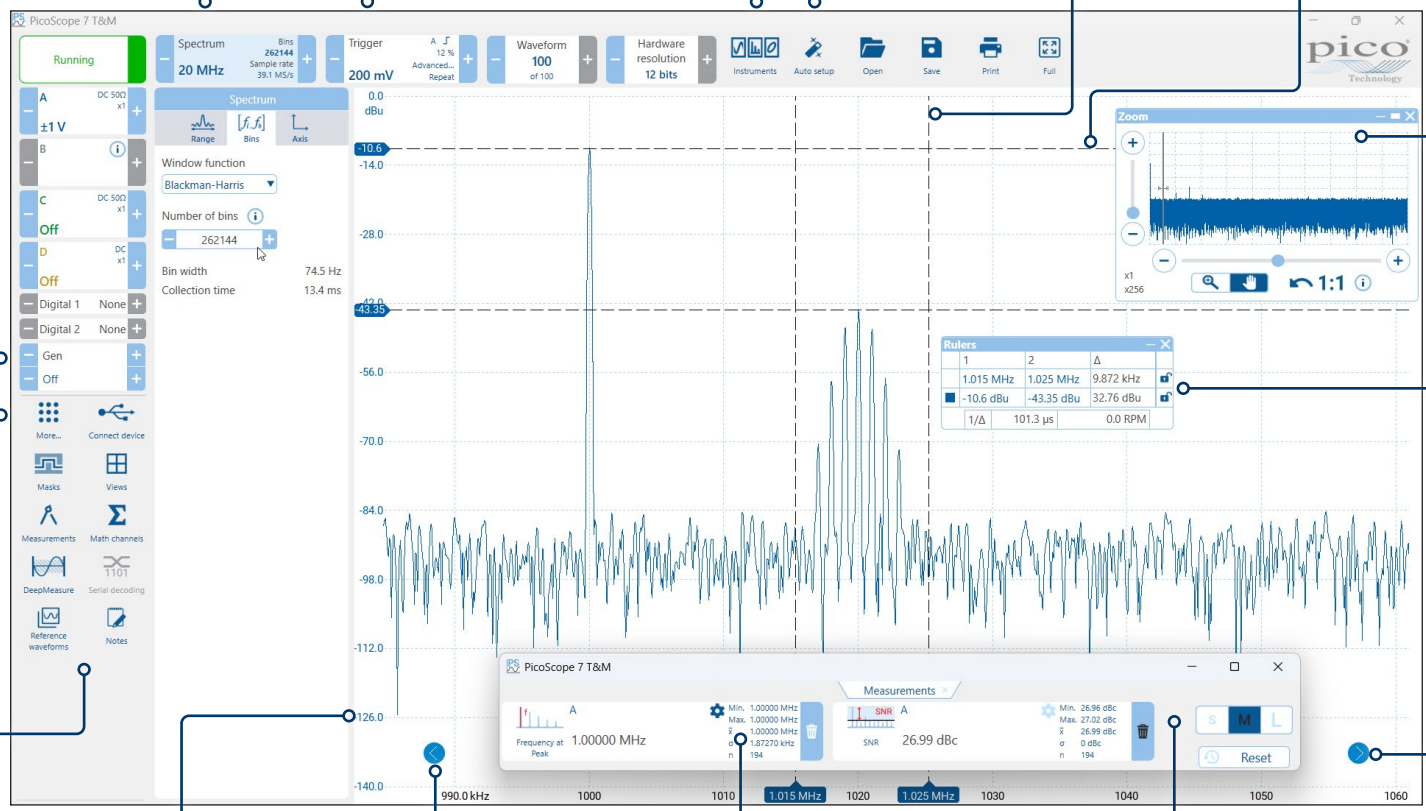 PS PicoScope 7 T&M
Running
Spectrum
20 MHz
Bins
262144
Sample rate
39.1 MS/s
Trigger
200 mV
A
12 %
Advanced...
Repeat
Waveform
100
of 100
Hardware
resolution
12 bits
Instruments
Auto setup
Open
Save
Print
Full
pico
Technology
A
DC 50Ω
x1
±1 V
B
C
DC 50Ω
x1
Off
D
DC
x1
Off
Digital 1 None
Digital 2 None
Gen
Off
More...
Connect device
Masks
Views
Measurements
Math channels
DeepMeasure
1101
Serial decoding
Reference
waveforms
Notes
Spectrum
Range
Bins
Axis
Window function
Blackman-Harris
Number of bins
262144
Bin width 74.5 Hz
Collection time 13.4 ms
0.0
dBu
-10.6
-14.0
-28.0
-42.0
-43.35
-56.0
-70.0
-84.0
-98.0
-112.0
-126.0
-140.0
Zoom
x1
x256
1:1
Rulers
1 2 Δ
1.015 MHz 1.025 MHz 9.872 kHz
-10.6 dBu -43.35 dBu 32.76 dBu
1/Δ 101.3 µs 0.0 RPM
PS PicoScope 7 T&M
Measurements
A
Frequency at
Peak
1.00000 MHz
Min. 1.00000 MHz
Max. 1.00000 MHz
x̄ 1.00000 MHz
σ 1.87270 kHz
n 194
SNR
A
SNR
26.99 dBc
Min. 26.96 dBc
Max. 27.02 dBc
x̄ 26.99 dBc
σ 0 dBc
n 194
S M L
Reset
990.0 kHz 1000 1010 1.015 MHz 1020 1.025 MHz 1030 1040 1050 1060